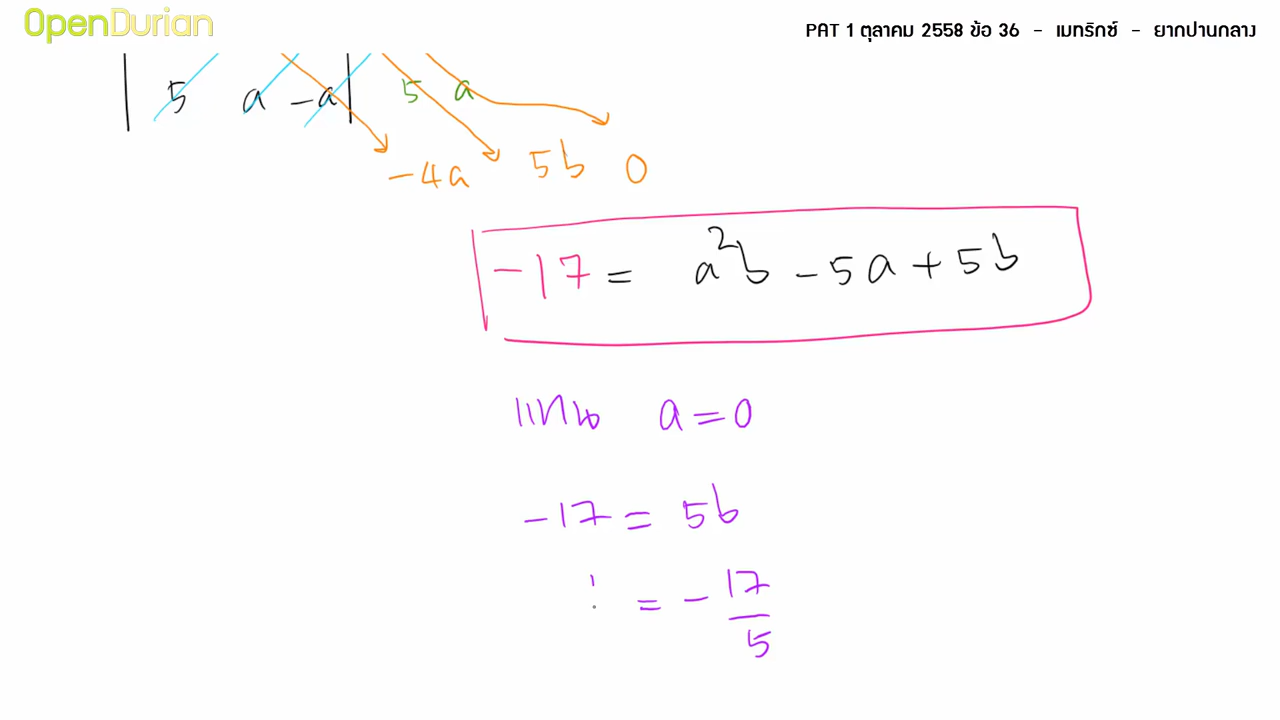 OpenDurian
PAT 1 ตุลาคม 2558 ข้อ 36 - เมทริกซ์ - ยากปานกลาง
5 a -a 5 a
-4a 5b 0
-17 = a²b - 5a + 5b
แทน a = 0
-17 = 5b
= - 17/5